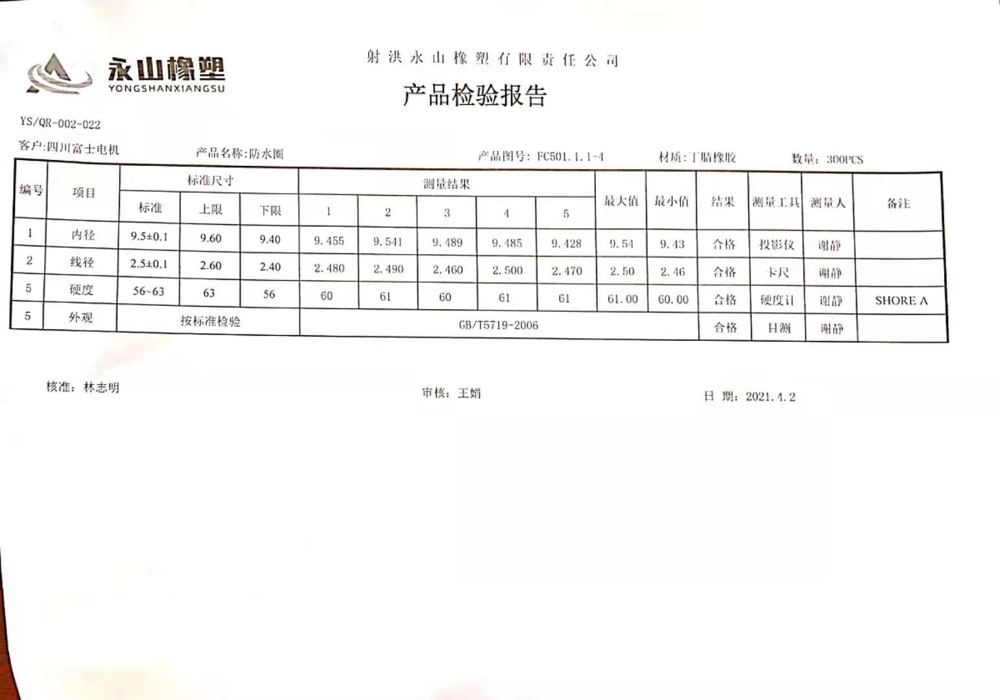 永山橡塑
YONGSHANXIANGSU
射洪永山橡塑有限责任公司
产品检验报告
YS/QR-002-022
客户:四川富士电机 产品名称:防水圈 产品图号: FC501.1.1-4 材质:丁腈橡胶 数量: 300PCS
编号 项目 标准尺寸 测量结果 最大值 最小值 结果 测量工具 测量人 备注
标准 上限 下限 1 2 3 4 5
1 内径 9.5±0.1 9.60 9.40 9.455 9.541 9.489 9.485 9.428 9.54 9.43 合格 投影仪 谢静
2 线径 2.5±0.1 2.60 2.40 2.480 2.490 2.460 2.500 2.470 2.50 2.46 合格 卡尺 谢静
5 硬度 56~63 63 56 60 61 60 61 61 61.00 60.00 合格 硬度计 谢静 SHORE A
5 外观 按标准检验 GB/T5719-2006 合格 目测 谢静
核准: 林志明 审核: 王娟 日 期: 2021.4.2